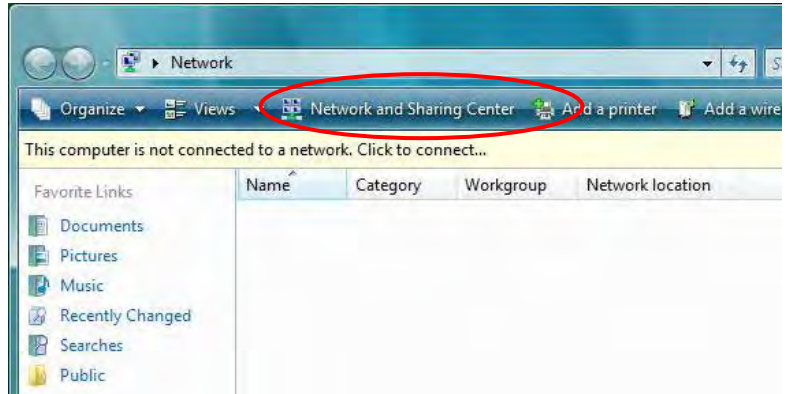 Network
S
Organize Views Network and Sharing Center Add a printer Add a wire
This computer is not connected to a network. Click to connect...
Favorite Links
Name Category Workgroup Network location
Documents
Pictures
Music
Recently Changed
Searches
Public